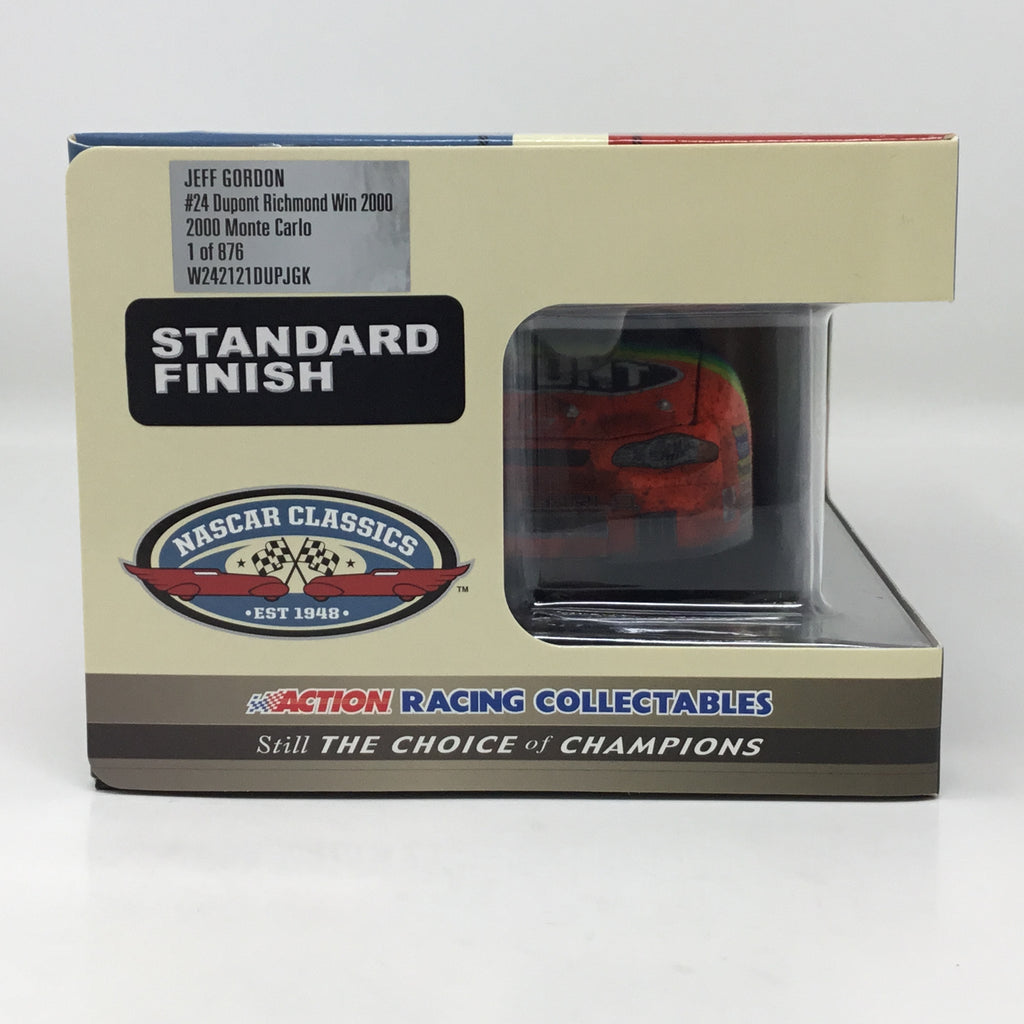 JEFF GORDON
#24 Dupont Richmond Win 2000
2000 Monte Carlo
1 of 876
W242121DUPJGK
STANDARD
FINISH
NASCAR CLASSICS
• EST 1948 •
TM
ACTION RACING COLLECTABLES
Still THE CHOICE of CHAMPIONS